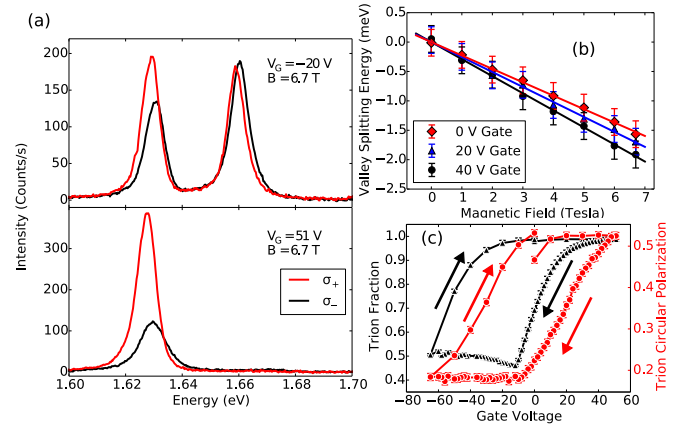 (a)
V_G=−20 V
B=6.7 T
200
150
100
50
0
Intensity (Counts/s)
V_G=51 V
B=6.7 T
σ+
σ−
300
200
100
0
1.60 1.62 1.64 1.66 1.68 1.70
Energy (eV)
Valley Splitting Energy (meV)
0.5
0.0
−0.5
−1.0
−1.5
−2.0
−2.5
(b)
0 V Gate
20 V Gate
40 V Gate
0 1 2 3 4 5 6 7
Magnetic Field (Tesla)
(c)
Trion Fraction
1.0
0.9
0.8
0.7
0.6
0.5
0.4
Trion Circular Polarization
0.5
0.4
0.3
0.2
−80 −60 −40 −20 0 20 40 60
Gate Voltage